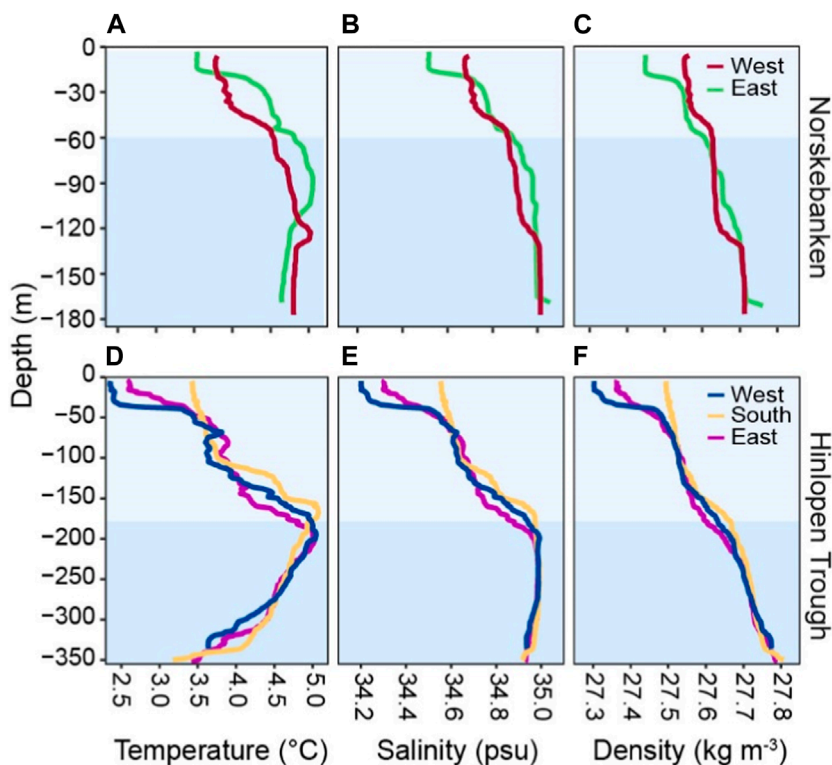 A
B
C
0
−30
−60
−90
−120
−150
−180
West
East
Norskebanken
Depth (m)
D
E
F
0
−50
−100
−150
−200
−250
−300
−350
West
South
East
Hinlopen Trough
2.5
3.0
3.5
4.0
4.5
5.0
34.2
34.4
34.6
34.8
35.0
27.3
27.4
27.5
27.6
27.7
27.8
Temperature (°C)
Salinity (psu)
Density (kg m⁻³)